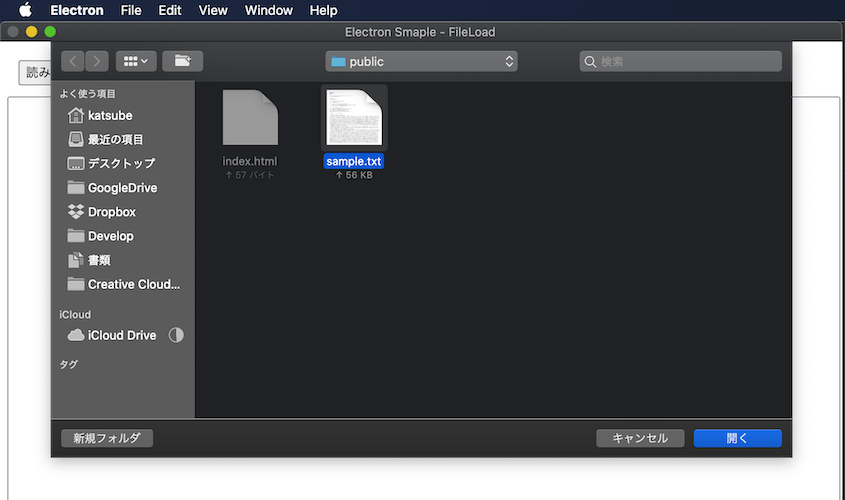 Electron File Edit View Window Help
Electron Smaple - FileLoad
public
検索
読み
よく使う項目
katsube
最近の項目
デスクトップ
GoogleDrive
Dropbox
Develop
書類
Creative Cloud...
iCloud
iCloud Drive
タグ
index.html
↑ 57 バイト
sample.txt
↑ 56 KB
新規フォルダ
キャンセル
開く